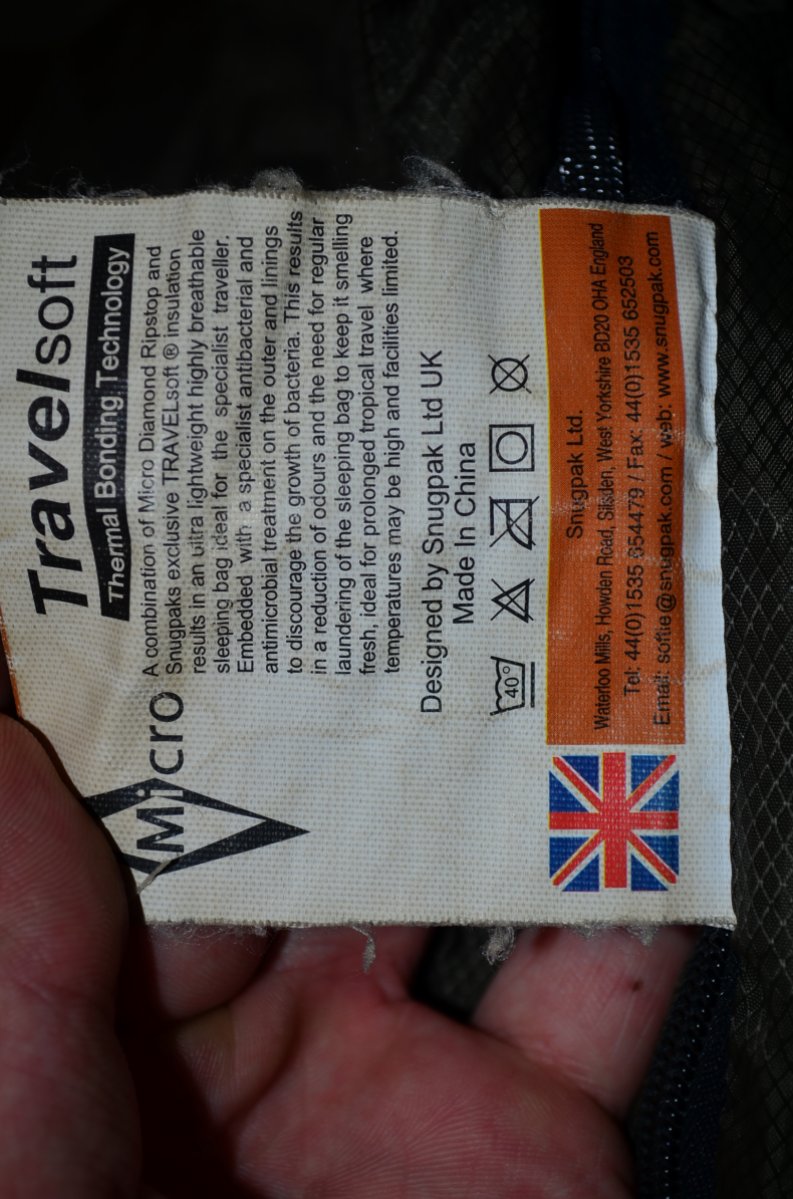 Travelsoft
Thermal Bonding Technology
Micro
A combination of Micro Diamond Ripstop and
Snugpaks exclusive TRAVELsoft ® insulation
results in an ultra lightweight highly breathable
sleeping bag ideal for the specialist traveller.
Embedded with a specialist antibacterial and
antimicrobial treatment on the outer and linings
to discourage the growth of bacteria. This results
in a reduction of odours and the need for regular
laundering of the sleeping bag to keep it smelling
fresh, ideal for prolonged tropical travel where
temperatures may be high and facilities limited.
Designed by Snugpak Ltd UK
Made In China
40°
Snugpak Ltd.
Waterloo Mills, Howden Road, Silsden, West Yorkshire BD20 OHA England
Tel: 44(0)1535 654479 / Fax: 44(0)1535 652503
Email: softie@snugpak.com / web: www.snugpak.com